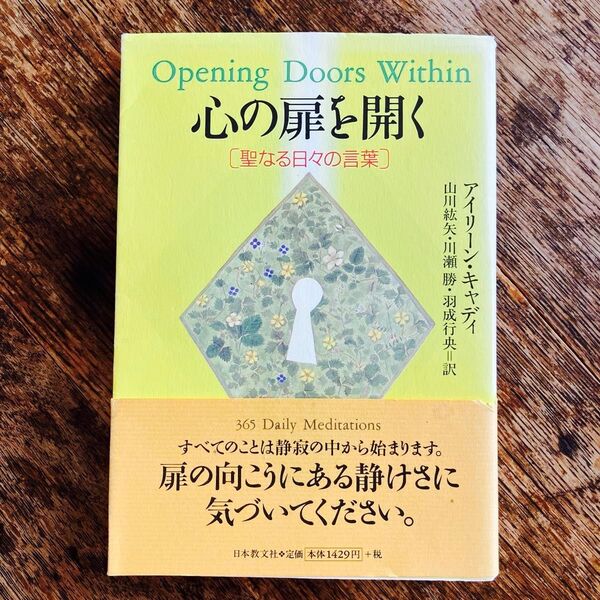 Opening Doors Within
心の扉を開く
〔聖なる日々の言葉〕
アイリーン・キャディ
山川紘矢・川瀬 勝・羽成行央＝訳
365 Daily Meditations
すべてのことは静寂の中から始まります。
扉の向こうにある静けさに
気づいてください。
日本教文社❖定価 本体1429円 +税